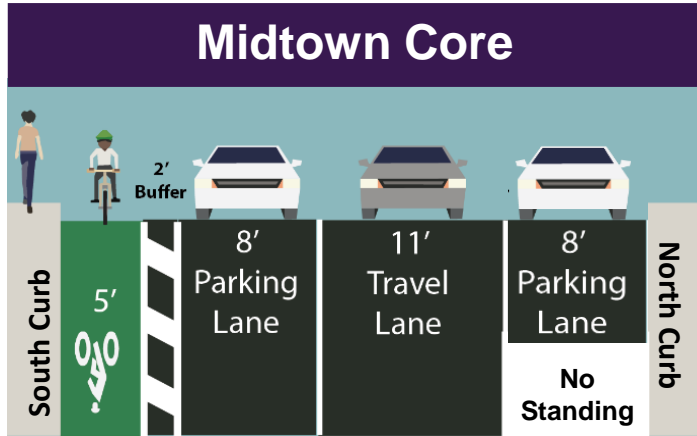 Midtown Core
2’
Buffer
South Curb
5’
8’
Parking
Lane
11’
Travel
Lane
8’
Parking
Lane
No
Standing
North Curb